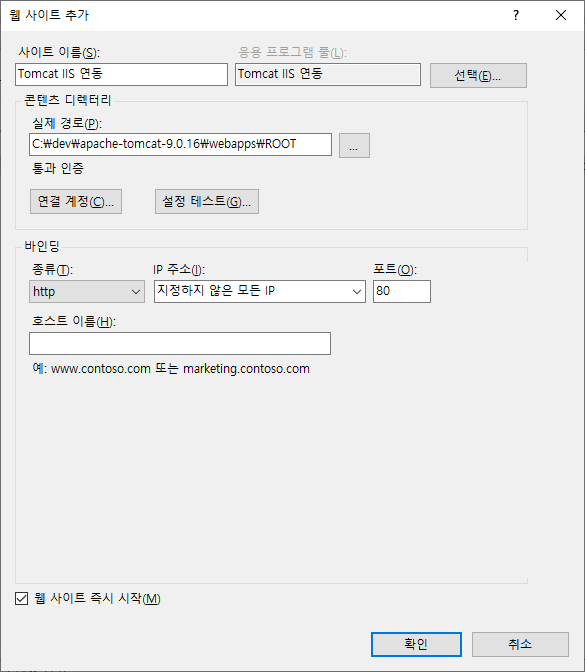 웹 사이트 추가
사이트 이름(S): 응용 프로그램 풀(L):
Tomcat IIS 연동 Tomcat IIS 연동 선택(E)...
콘텐츠 디렉터리
실제 경로(P):
C:₩dev₩apache-tomcat-9.0.16₩webapps₩ROOT ...
통과 인증
연결 계정(C)... 설정 테스트(G)...
바인딩
종류(T): IP 주소(I): 포트(O):
http 지정하지 않은 모든 IP 80
호스트 이름(H):
예: www.contoso.com 또는 marketing.contoso.com
웹 사이트 즉시 시작(M)
확인 취소